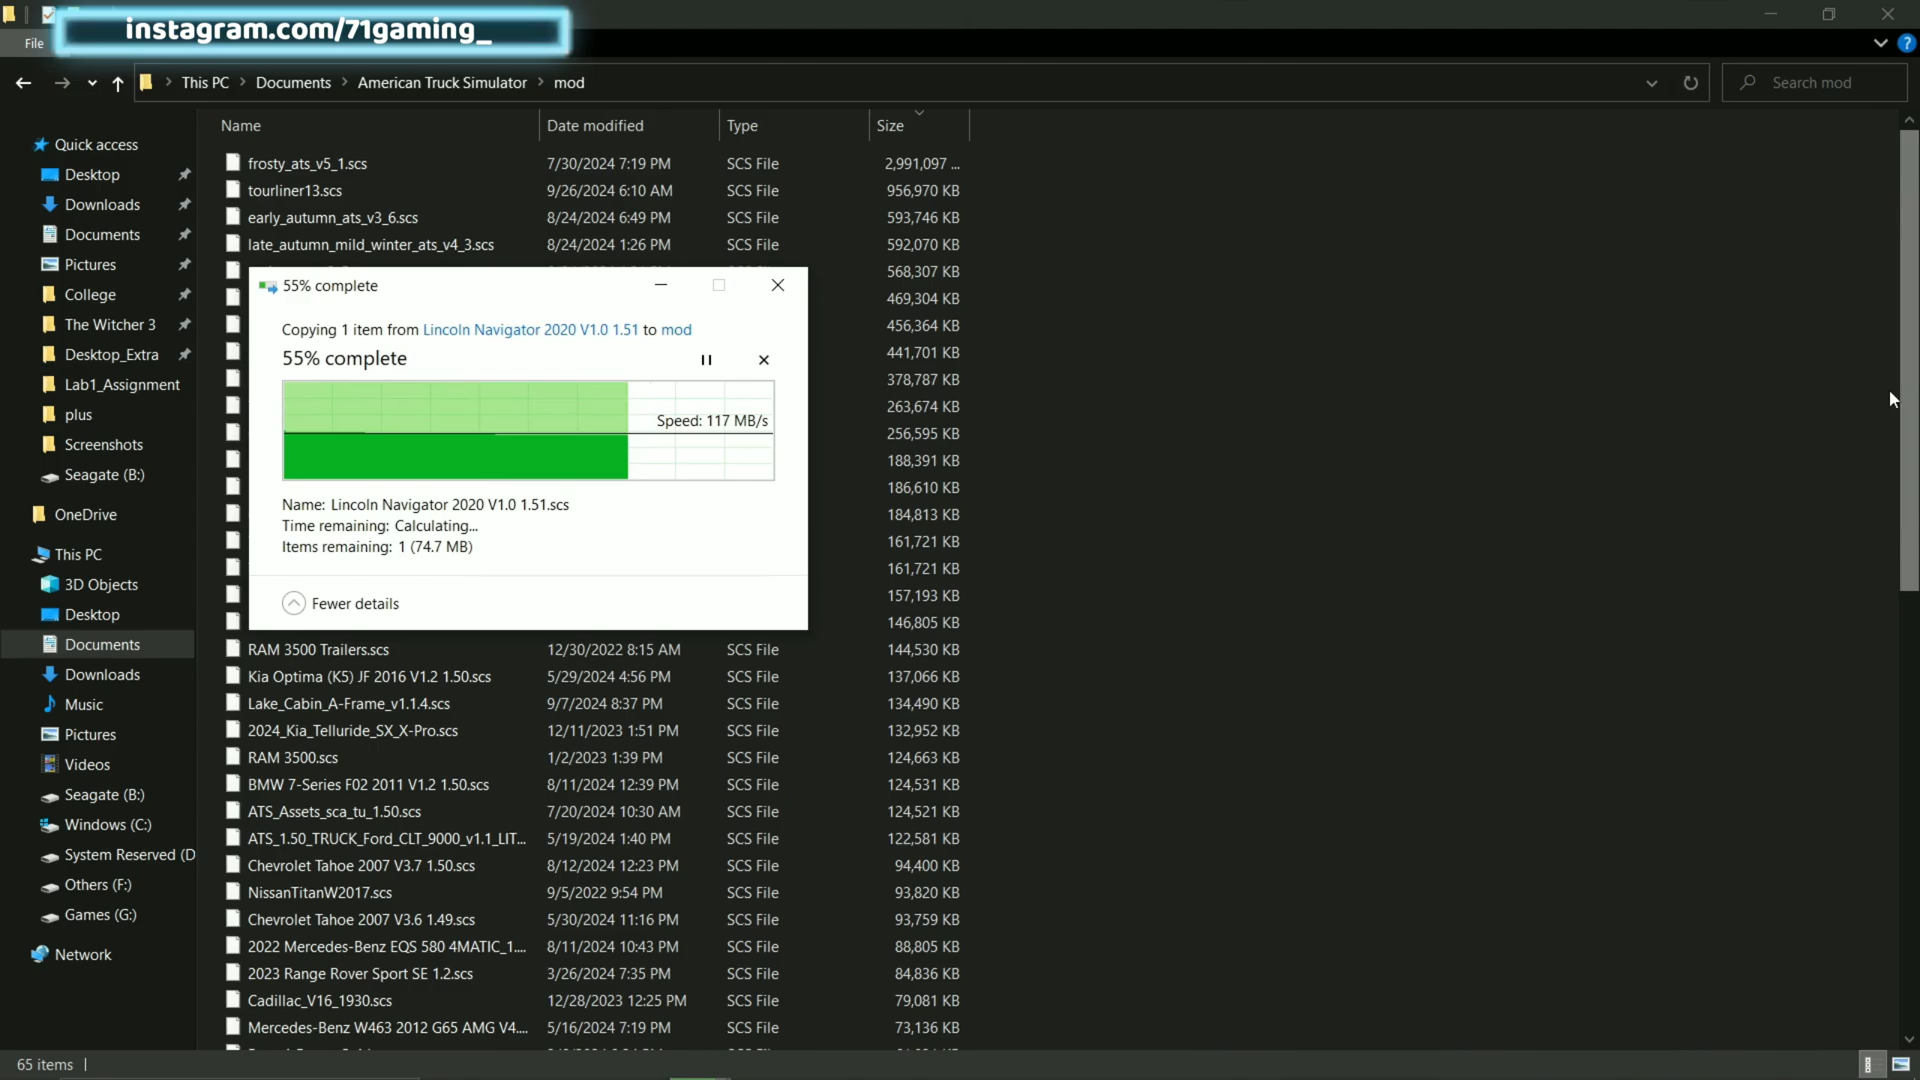 instagram.com/71gaming_
File
This PC
Documents
American Truck Simulator
mod
Search mod
Name
Date modified
Type
Size
Quick access
Desktop
Downloads
Documents
Pictures
College
The Witcher 3
Desktop_Extra
Lab1_Assignment
plus
Screenshots
Seagate (B:)
OneDrive
This PC
3D Objects
Desktop
Documents
Downloads
Music
Pictures
Videos
Seagate (B:)
Windows (C:)
System Reserved (D
Others (F:)
Games (G:)
Network
frosty_ats_v5_1.scs 7/30/2024 7:19 PM SCS File 2,991,097 ...
tourliner13.scs 9/26/2024 6:10 AM SCS File 956,970 KB
early_autumn_ats_v3_6.scs 8/24/2024 6:49 PM SCS File 593,746 KB
late_autumn_mild_winter_ats_v4_3.scs 8/24/2024 1:26 PM SCS File 592,070 KB
568,307 KB
469,304 KB
456,364 KB
441,701 KB
378,787 KB
263,674 KB
256,595 KB
188,391 KB
186,610 KB
184,813 KB
161,721 KB
161,721 KB
157,193 KB
146,805 KB
55% complete
Copying 1 item from Lincoln Navigator 2020 V1.0 1.51 to mod
55% complete
Speed: 117 MB/s
Name: Lincoln Navigator 2020 V1.0 1.51.scs
Time remaining: Calculating...
Items remaining: 1 (74.7 MB)
Fewer details
RAM 3500 Trailers.scs 12/30/2022 8:15 AM SCS File 144,530 KB
Kia Optima (K5) JF 2016 V1.2 1.50.scs 5/29/2024 4:56 PM SCS File 137,066 KB
Lake_Cabin_A-Frame_v1.1.4.scs 9/7/2024 8:37 PM SCS File 134,490 KB
2024_Kia_Telluride_SX_X-Pro.scs 12/11/2023 1:51 PM SCS File 132,952 KB
RAM 3500.scs 1/2/2023 1:39 PM SCS File 124,663 KB
BMW 7-Series F02 2011 V1.2 1.50.scs 8/11/2024 12:39 PM SCS File 124,531 KB
ATS_Assets_sca_tu_1.50.scs 7/20/2024 10:30 AM SCS File 124,521 KB
ATS_1.50_TRUCK_Ford_CLT_9000_v1.1_LIT... 5/19/2024 1:40 PM SCS File 122,581 KB
Chevrolet Tahoe 2007 V3.7 1.50.scs 8/12/2024 12:23 PM SCS File 94,400 KB
NissanTitanW2017.scs 9/5/2022 9:54 PM SCS File 93,820 KB
Chevrolet Tahoe 2007 V3.6 1.49.scs 5/30/2024 11:16 PM SCS File 93,759 KB
2022 Mercedes-Benz EQS 580 4MATIC_1.... 8/11/2024 10:43 PM SCS File 88,805 KB
2023 Range Rover Sport SE 1.2.scs 3/26/2024 7:35 PM SCS File 84,836 KB
Cadillac_V16_1930.scs 12/28/2023 12:25 PM SCS File 79,081 KB
Mercedes-Benz W463 2012 G65 AMG V4.... 5/16/2024 7:19 PM SCS File 73,136 KB
65 items